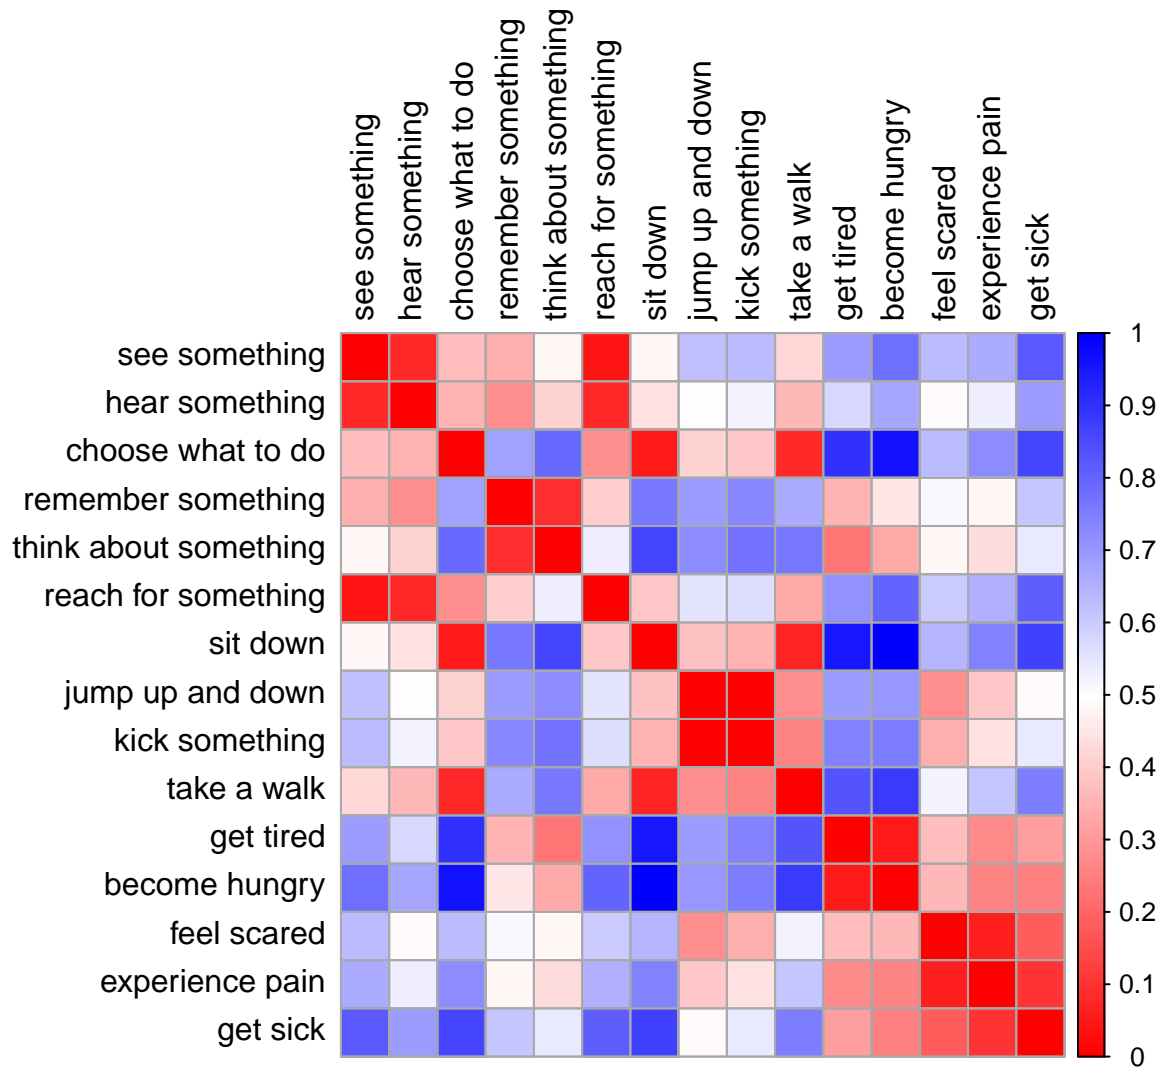 see something
hear something
choose what to do
remember something
think about something
reach for something
sit down
jump up and down
kick something
take a walk
get tired
become hungry
feel scared
experience pain
get sick
see something
hear something
choose what to do
remember something
think about something
reach for something
sit down
jump up and down
kick something
take a walk
get tired
become hungry
feel scared
experience pain
get sick
1
0.9
0.8
0.7
0.6
0.5
0.4
0.3
0.2
0.1
0